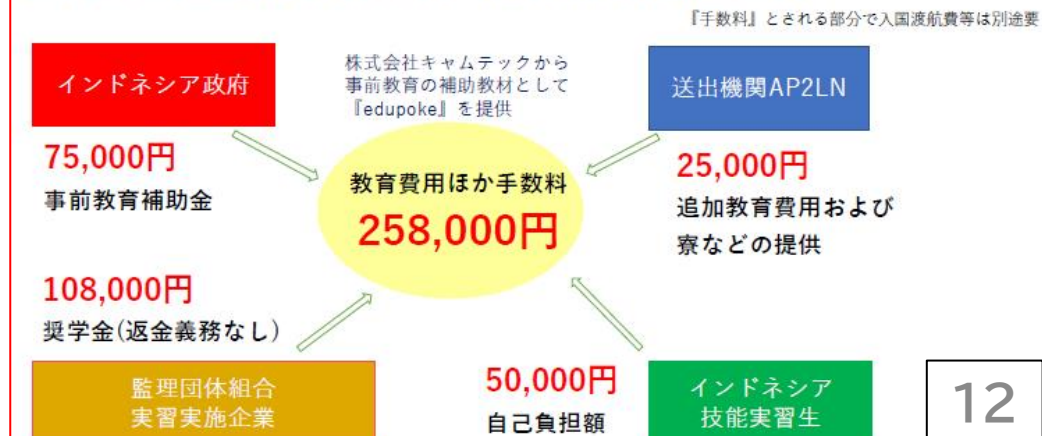 『手数料』とされる部分で入国渡航費等は別途要
インドネシア政府
株式会社キャムテックから
事前教育の補助教材として
『edupoke』を提供
送出機関AP2LN
75,000円
事前教育補助金
教育費用ほか手数料
258,000円
25,000円
追加教育費用および
寮などの提供
108,000円
奨学金(返金義務なし)
監理団体組合
実習実施企業
50,000円
自己負担額
インドネシア
技能実習生
12